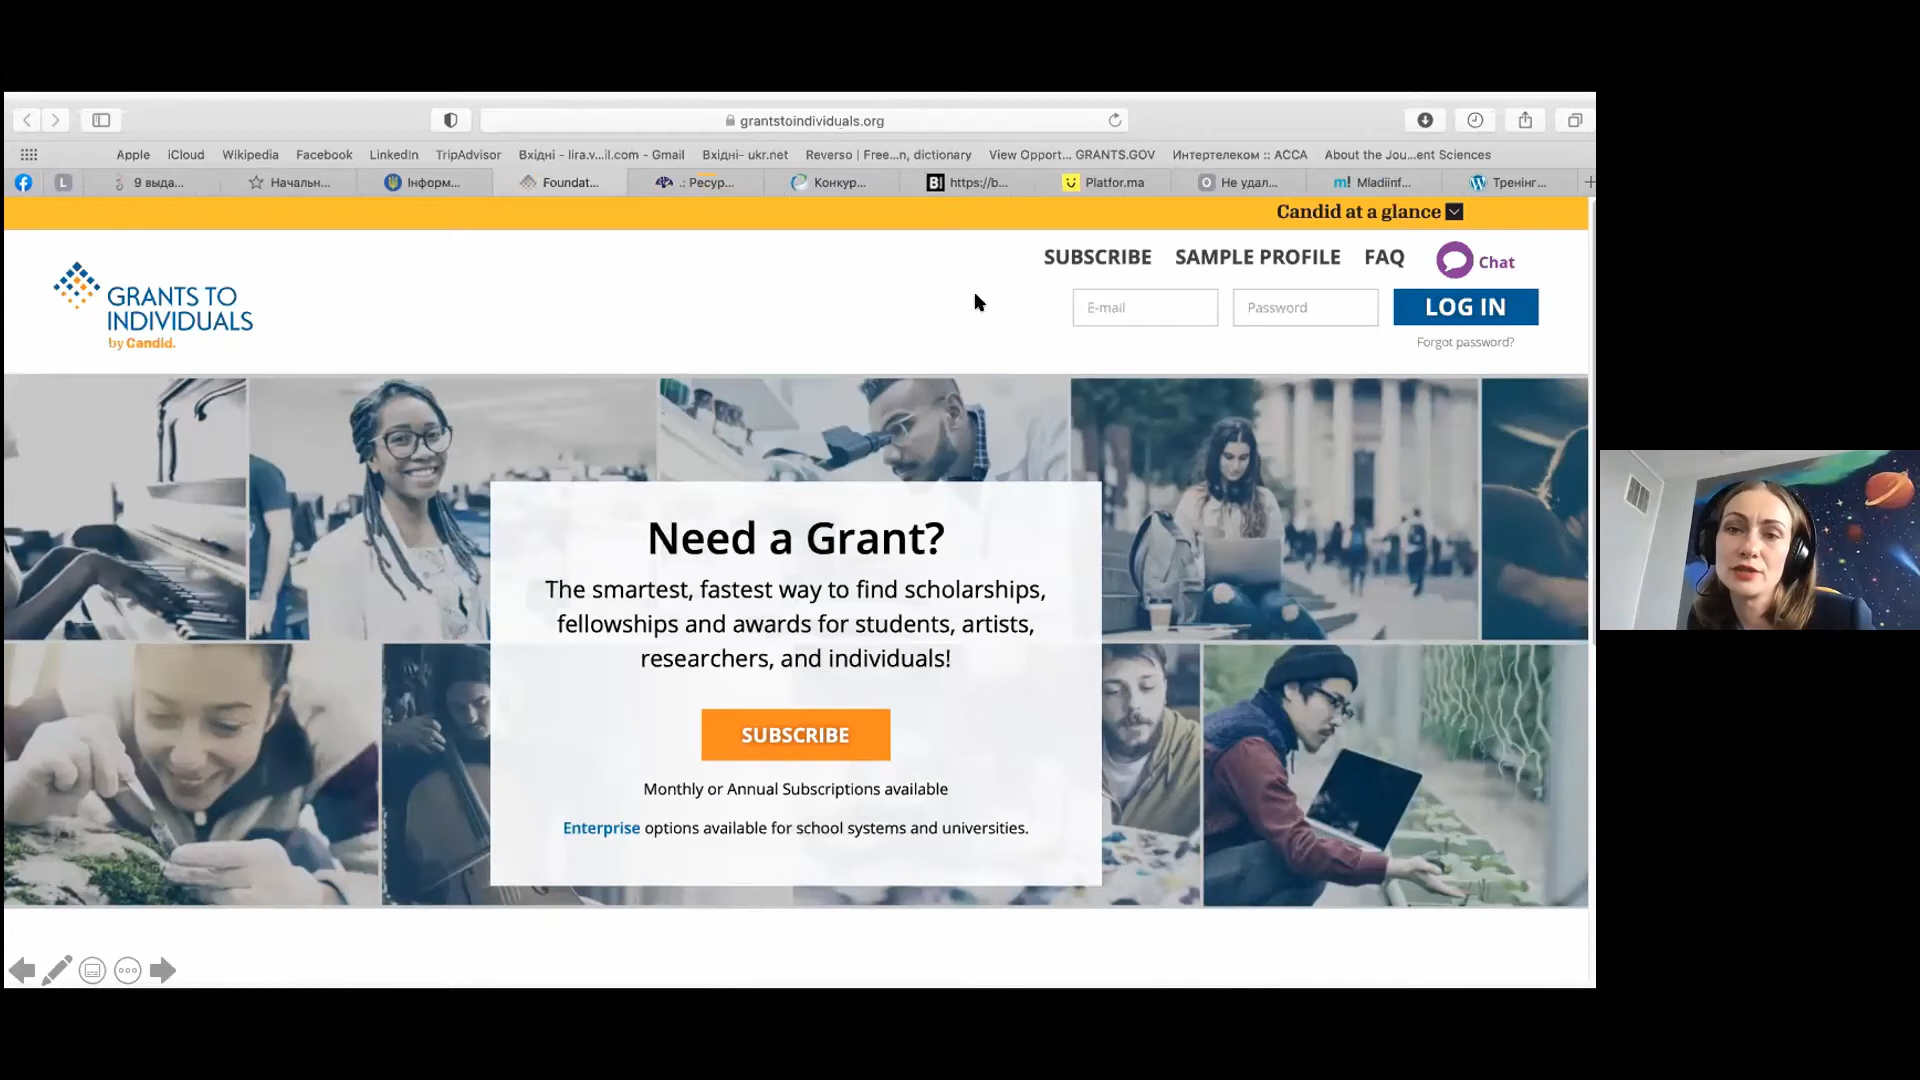 grantstoindividuals.org
Apple iCloud Wikipedia Facebook LinkedIn TripAdvisor Вхідні – lira.v...il.com - Gmail Вхідні- ukr.net Reverso | Free...n, dictionary View Opport... GRANTS.GOV Интертелеком :: ACCA About the Jou...ent Sciences
L 9 выда... Начальн... Інформ... Foundat... .: Ресур... Конкур... BI https://b... Platfor.ma O Не удал... m! Mladiinf... Тренінг...
Candid at a glance
SUBSCRIBE SAMPLE PROFILE FAQ Chat
GRANTS TO
INDIVIDUALS
by Candid.
E-mail Password LOG IN
Forgot password?
Need a Grant?
The smartest, fastest way to find scholarships,
fellowships and awards for students, artists,
researchers, and individuals!
SUBSCRIBE
Monthly or Annual Subscriptions available
Enterprise options available for school systems and universities.